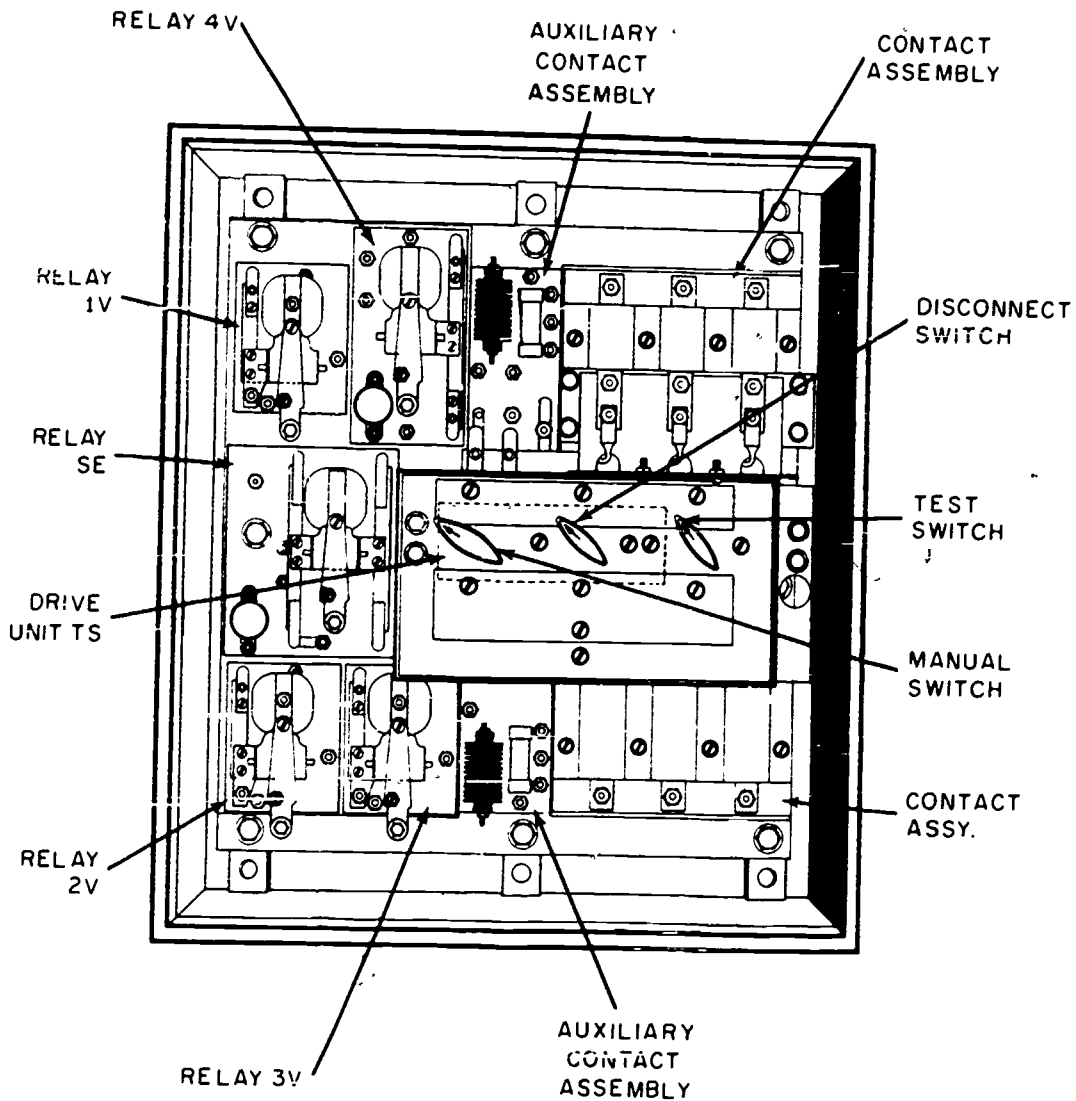 RELAY 4V
AUXILIARY
CONTACT
ASSEMBLY
CONTACT
ASSEMBLY
RELAY
1V
DISCONNECT
SWITCH
RELAY
SE
TEST
SWITCH
DRIVE
UNIT TS
MANUAL
SWITCH
CONTACT
ASSY.
RELAY
2V
AUXILIARY
CONTACT
ASSEMBLY
RELAY 3V